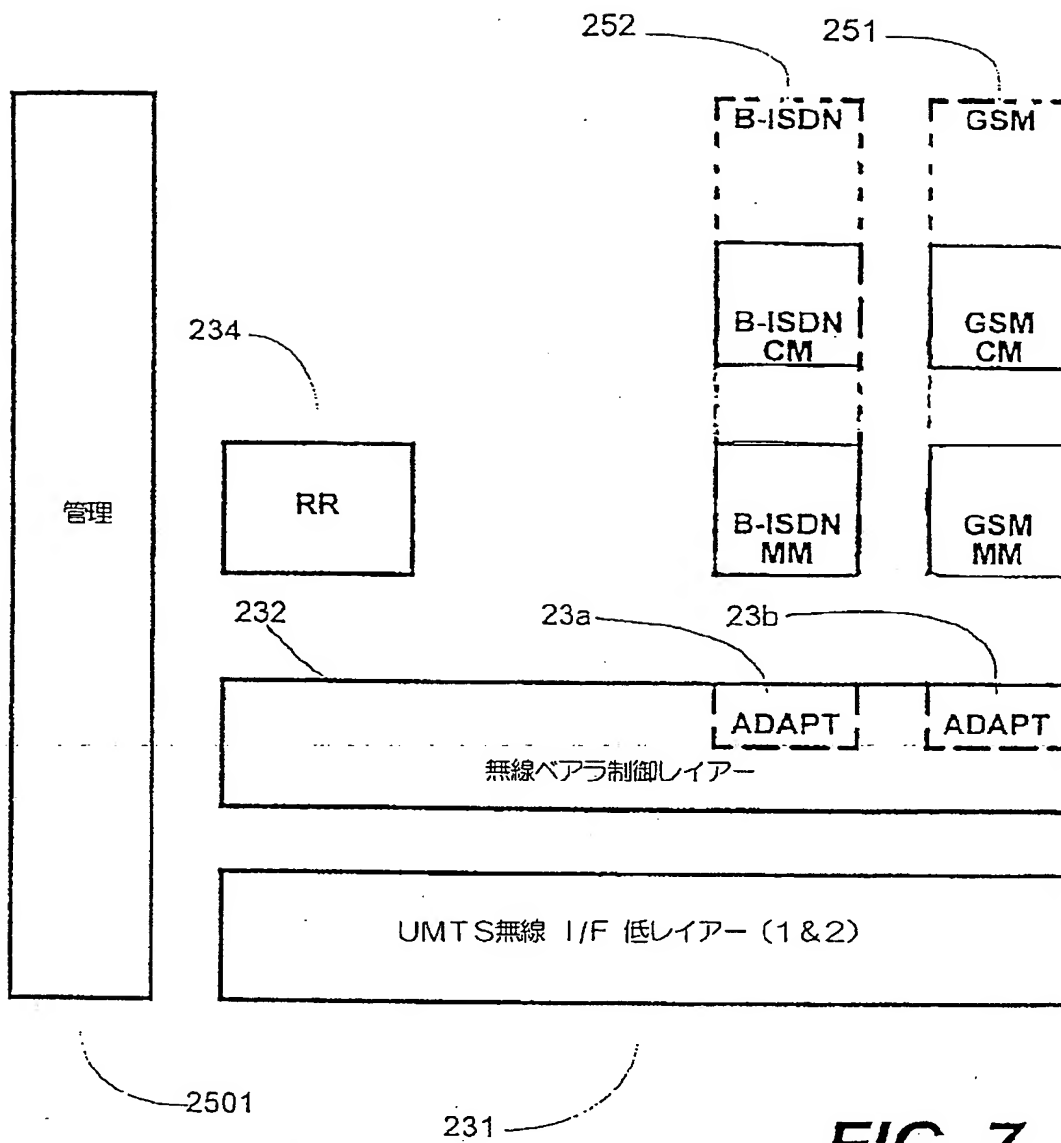 252
251
B-ISDN
GSM
B-ISDN
CM
GSM
CM
234
管理
RR
B-ISDN
MM
GSM
MM
232
23a
23b
ADAPT
ADAPT
無線ベアラ制御レイアー
UMTS無線 I/F 低レイアー (1&2)
2501
231
FIG. 7